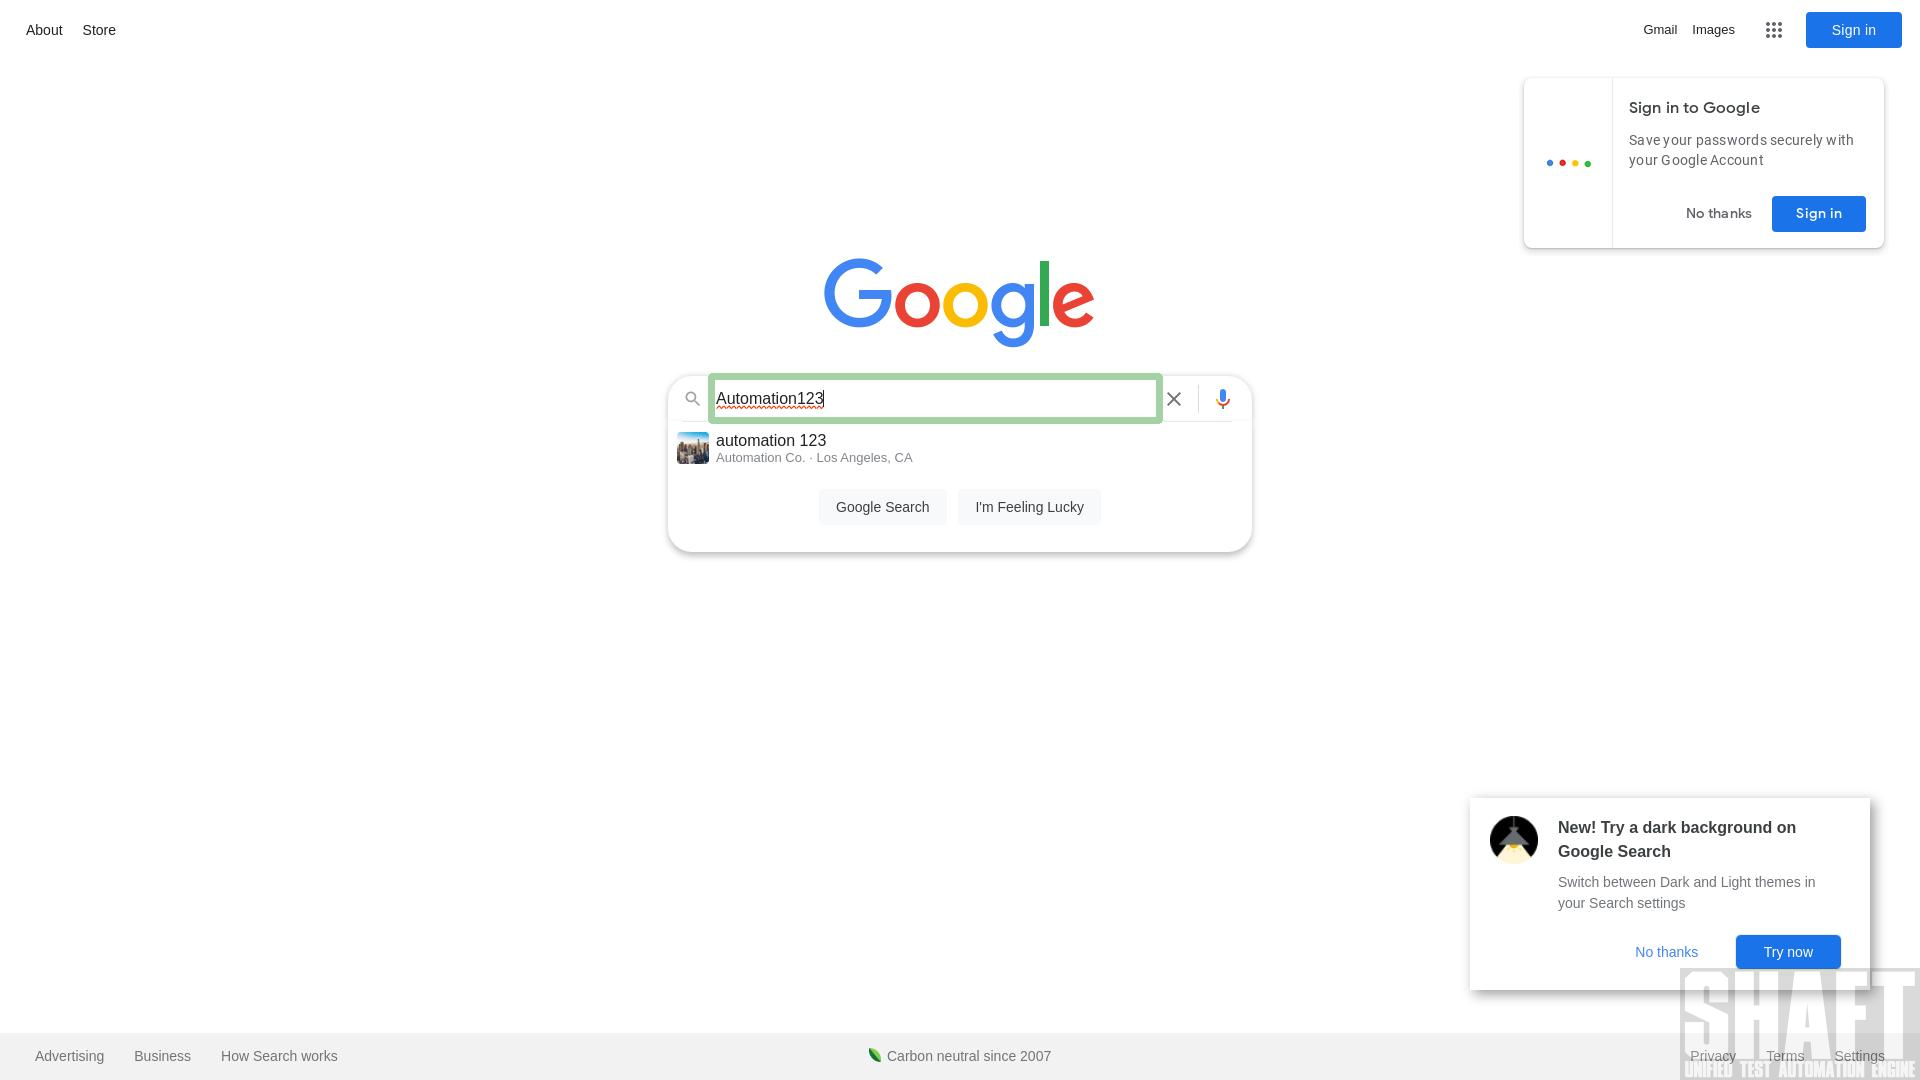 About Store
Gmail Images Sign in
Sign in to Google
Save your passwords securely with
your Google Account
No thanks Sign in
Google
Automation123
automation 123
Automation Co. · Los Angeles, CA
Google Search I'm Feeling Lucky
New! Try a dark background on
Google Search
Switch between Dark and Light themes in
your Search settings
No thanks Try now
SHAFT
UNIFIED TEST AUTOMATION ENGINE
Advertising Business How Search works
Carbon neutral since 2007
Privacy Terms Settings